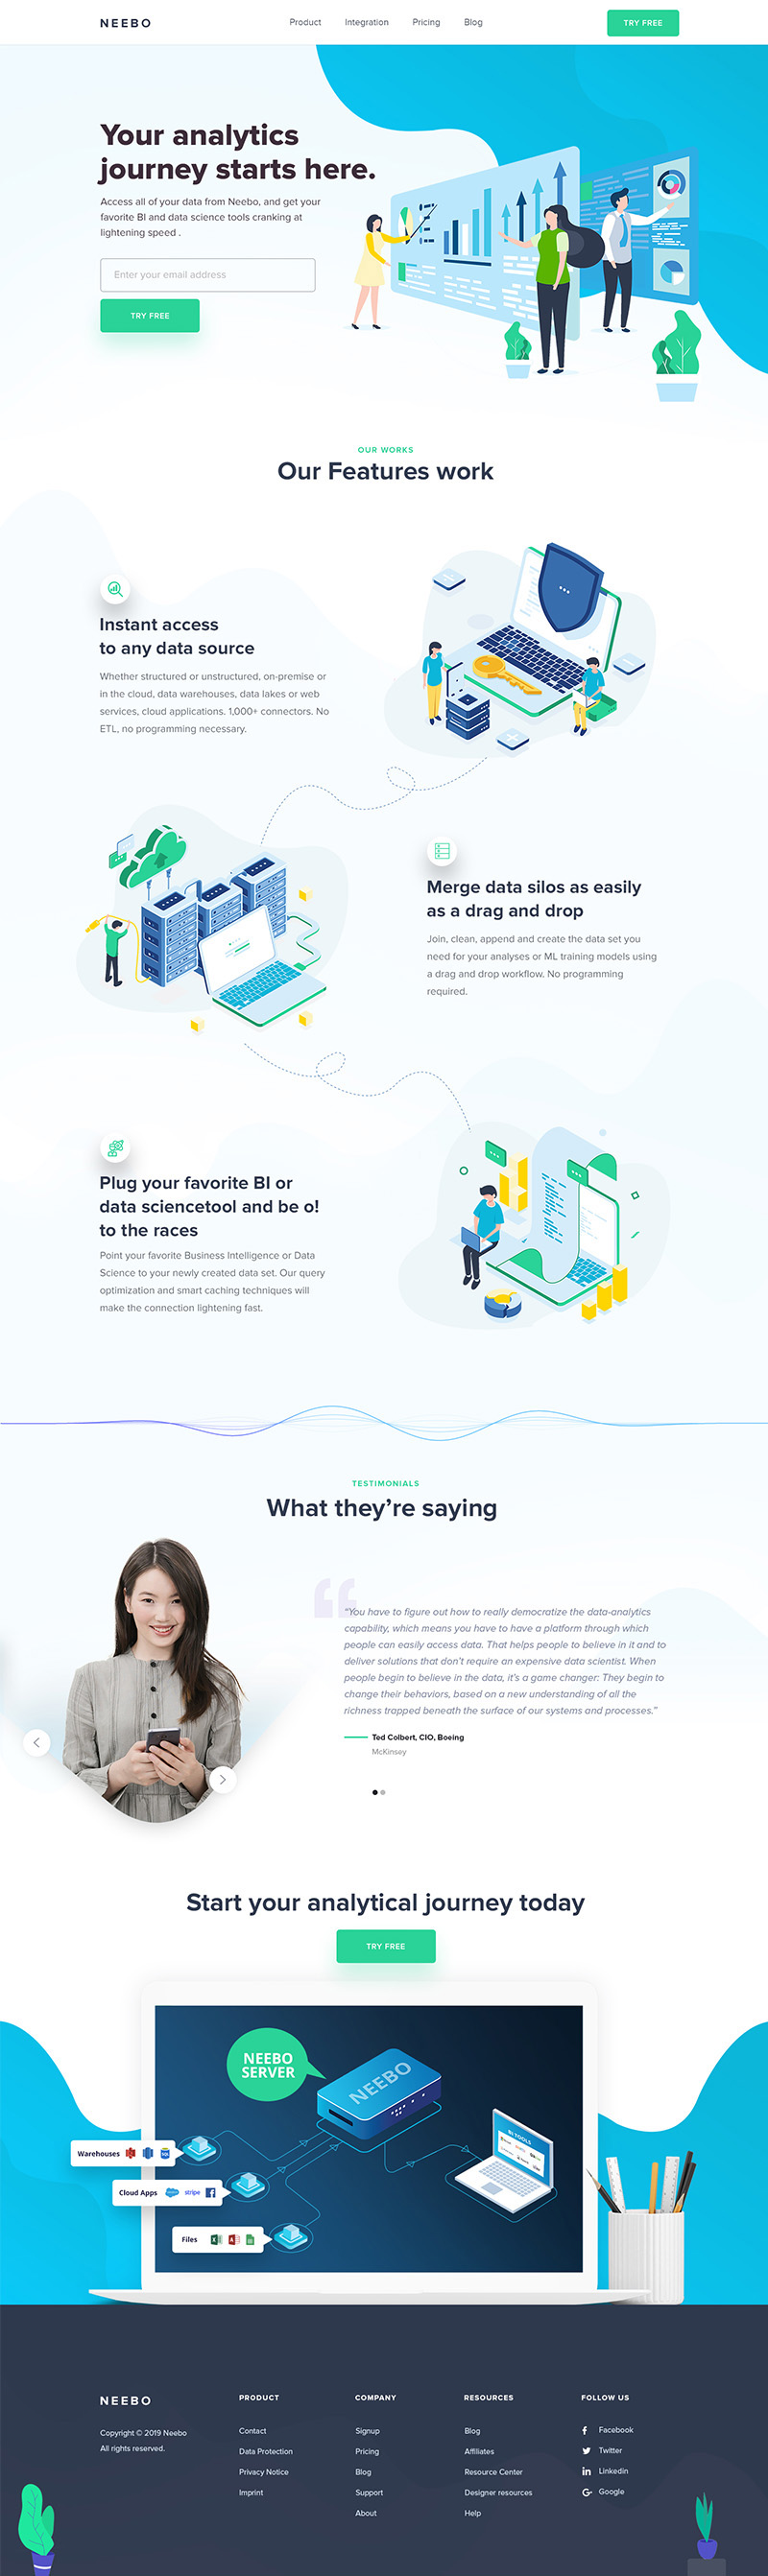 NEEBO
Product
Integration
Pricing
Blog
TRY FREE
Your analytics
journey starts here.
Access all of your data from Neebo, and get your
favorite BI and data science tools cranking at
lightening speed .
Enter your email address
TRY FREE
OUR WORKS
Our Features work
Instant access
to any data source
Whether structured or unstructured, on-premise or
in the cloud, data warehouses, data lakes or web
services, cloud applications. 1,000+ connectors. No
ETL, no programming necessary.
Merge data silos as easily
as a drag and drop
Join, clean, append and create the data set you
need for your analyses or ML training models using
a drag and drop workflow. No programming
required.
Plug your favorite BI or
data sciencetool and be o!
to the races
Point your favorite Business Intelligence or Data
Science to your newly created data set. Our query
optimization and smart caching techniques will
make the connection lightening fast.
TESTIMONIALS
What they’re saying
“You have to figure out how to really democratize the data-analytics
capability, which means you have to have a platform through which
people can easily access data. That helps people to believe in it and to
deliver solutions that don’t require an expensive data scientist. When
people begin to believe in the data, it’s a game changer: They begin to
change their behaviors, based on a new understanding of all the
richness trapped beneath the surface of our systems and processes.”
Ted Colbert, CIO, Boeing
McKinsey
Start your analytical journey today
TRY FREE
NEEBO
SERVER
NEEBO
BI TOOLS
Warehouses
Cloud Apps
stripe
Files
NEEBO
Copyright © 2019 Neebo
All rights reserved.
PRODUCT
Contact
Data Protection
Privacy Notice
Imprint
COMPANY
Signup
Pricing
Blog
Support
About
RESOURCES
Blog
Affiliates
Resource Center
Designer resources
Help
FOLLOW US
Facebook
Twitter
Linkedin
Google